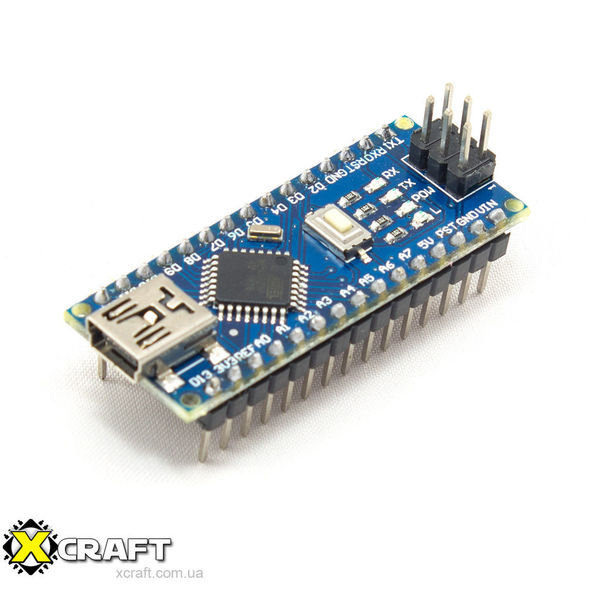 TX1 RX0 RST GND D2 D3 D4 D5 D6 D7 D8 D9
RX
TX
POW
L
D13 3V3 REF A0 A1 A2 A3 A4 A5 A6 A7 5V RST GND VIN
XCRAFT
xcraft.com.ua